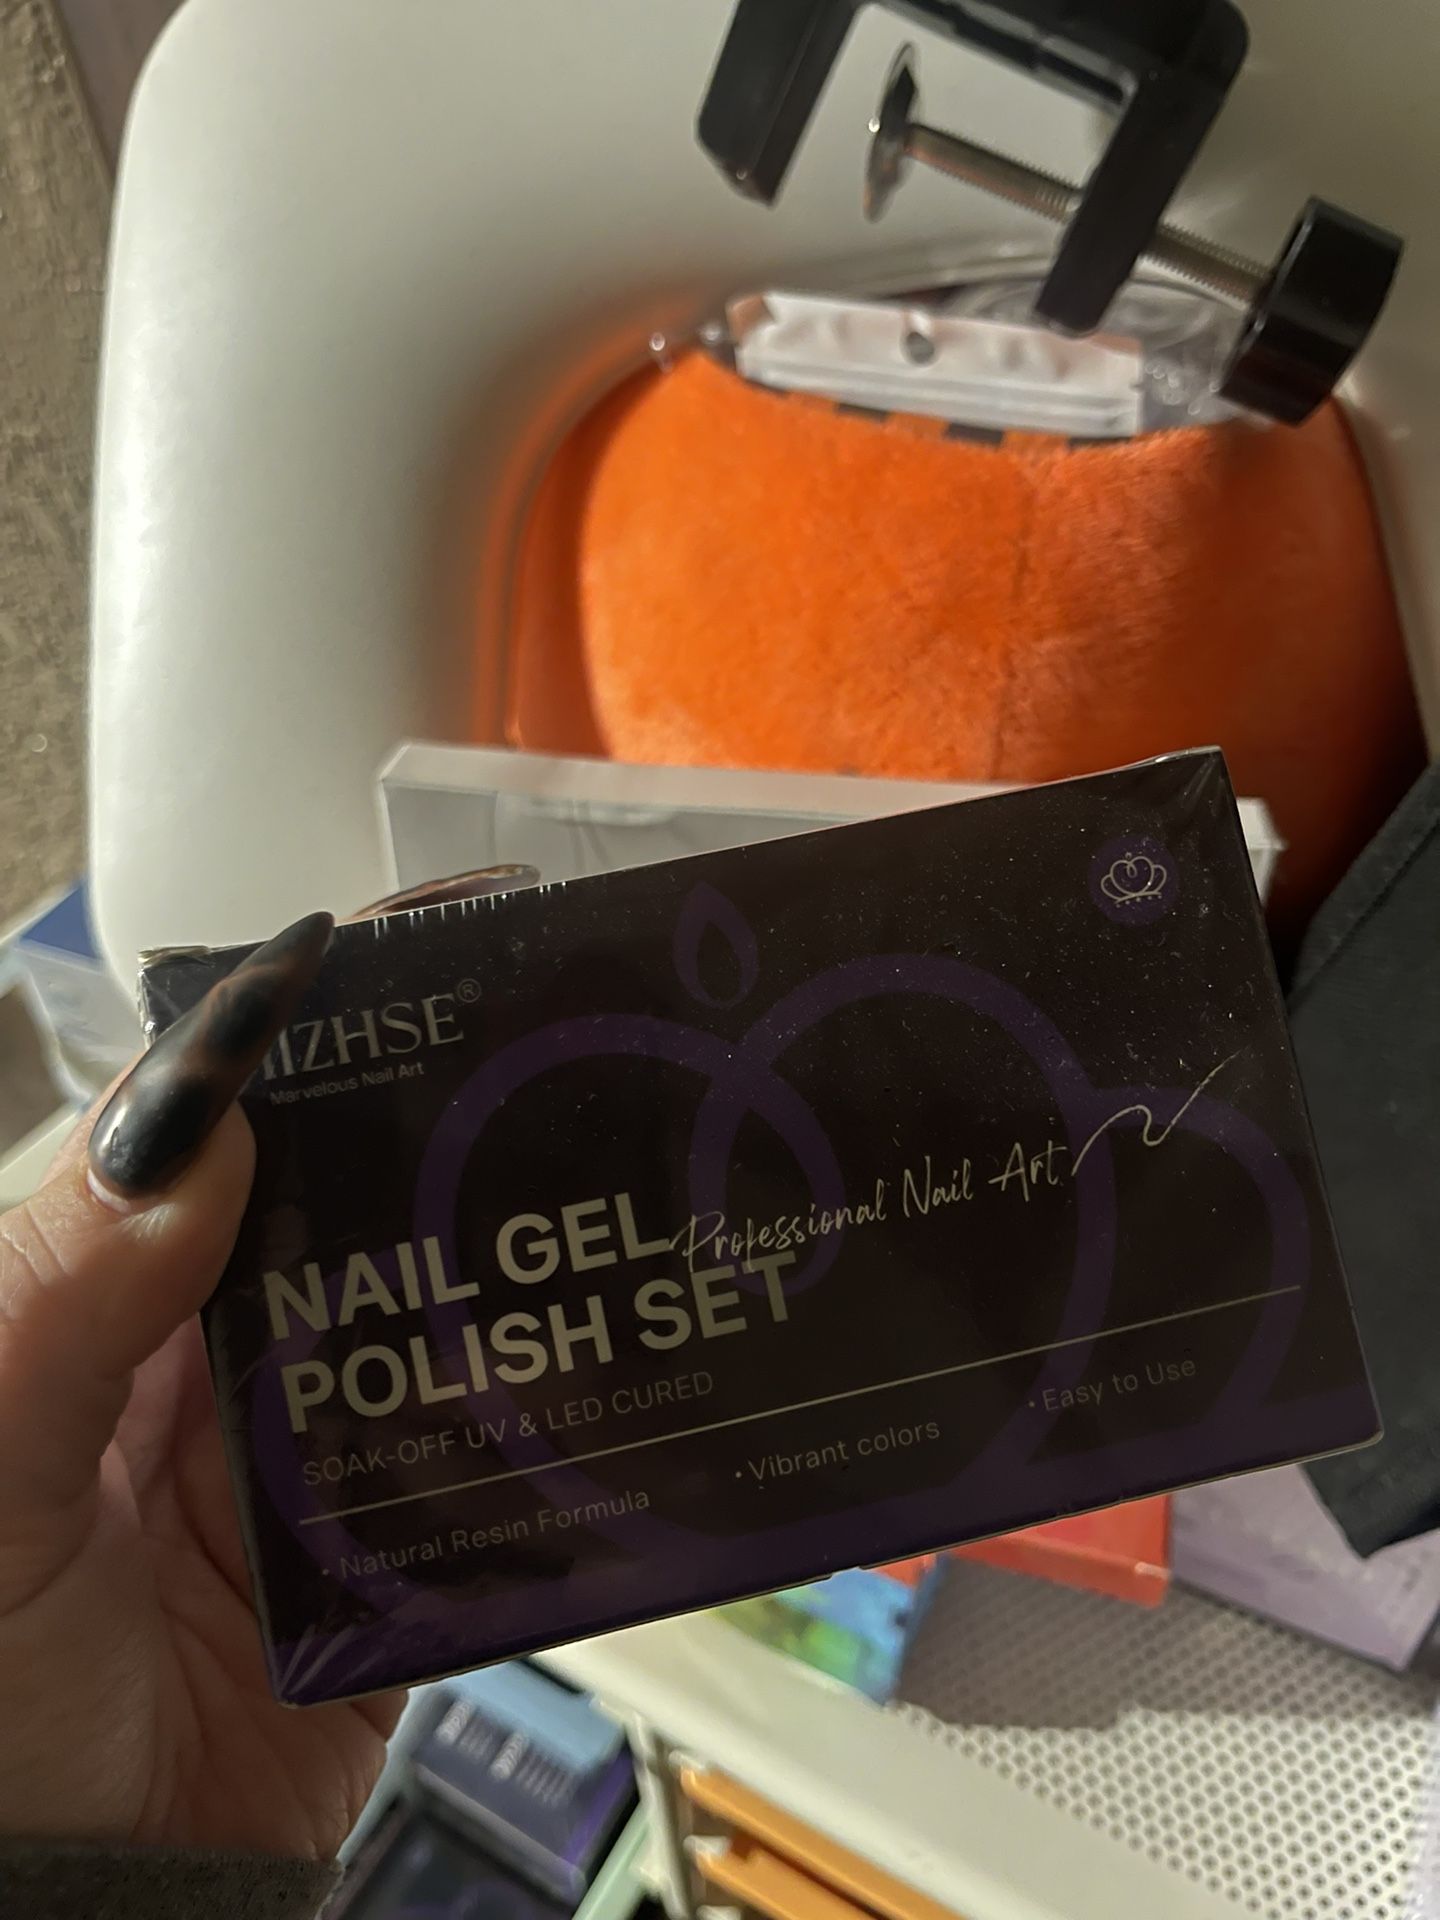 IZHSE®
Marvelous Nail Art
Professional Nail Art
NAIL GEL
POLISH SET
SOAK-OFF UV & LED CURED
• Natural Resin Formula
• Vibrant colors
• Easy to Use